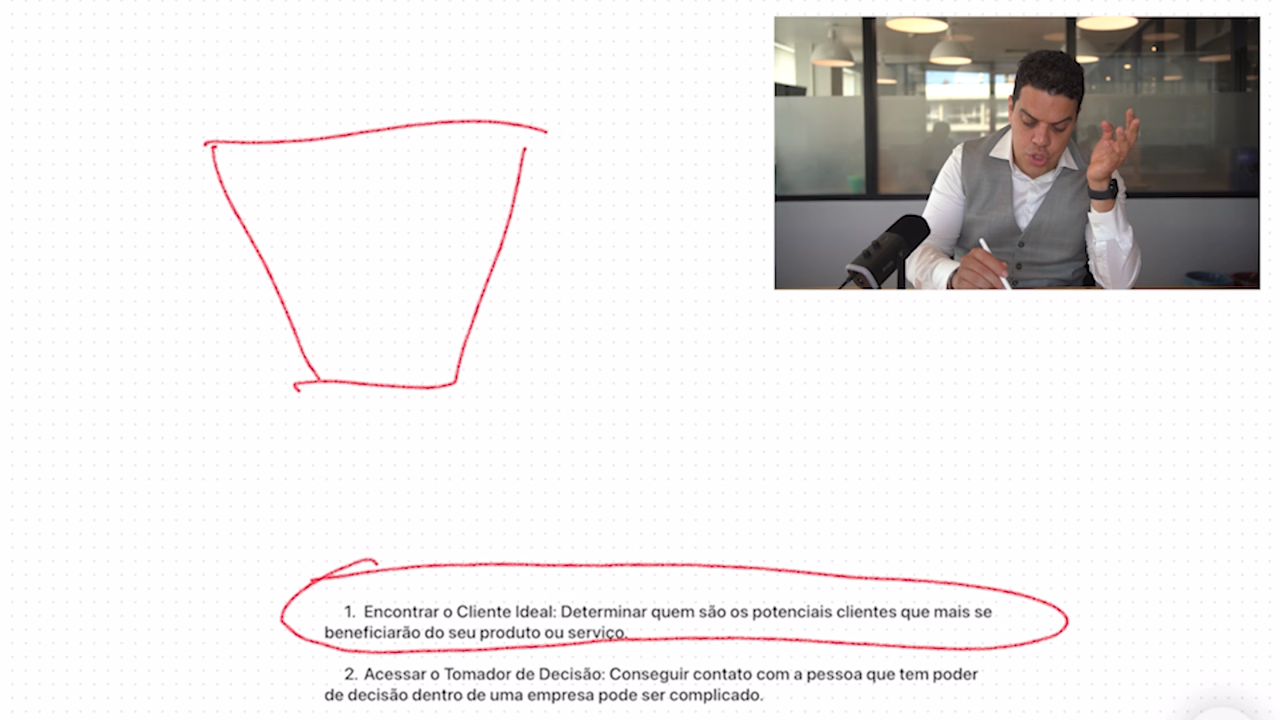 1. Encontrar o Cliente Ideal: Determinar quem são os potenciais clientes que mais se
beneficiarão do seu produto ou serviço.
2. Acessar o Tomador de Decisão: Conseguir contato com a pessoa que tem poder
de decisão dentro de uma empresa pode ser complicado.